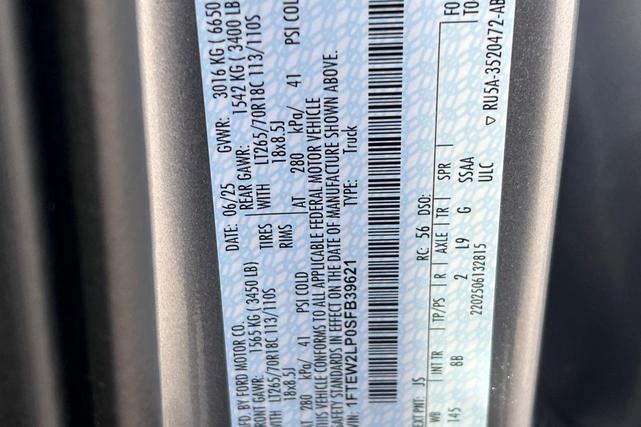 MFD. BY FORD MOTOR CO.
DATE: 06/25 GVWR: 3016 KG ( 6650
FRONT GAWR: 1565 KG ( 3450 LB)
REAR GAWR: 1542 KG ( 3400 LB
LT265/70R18C 113/110S
TIRES WITH LT265/70R18C 113/110S
18x8.5J
RIMS 18x8.5J
AT 280 kPa/ 41 PSI COLD
AT 280 kPa/ 41 PSI COLD
THIS VEHICLE CONFORMS TO ALL APPLICABLE FEDERAL MOTOR VEHICLE
SAFETY STANDARDS IN EFFECT ON THE DATE OF MANUFACTURE SHOWN ABOVE.
VIN: 1FTEW2LP0SFB39621 TYPE: Truck
EXT PNT: JS RC: 56 DSO:
WB INT TR TP/PS R AXLE TR SPR
145 8B 2 L9 G SSAA
2202506132815 ULC
▽ RU5A-3520472-AB